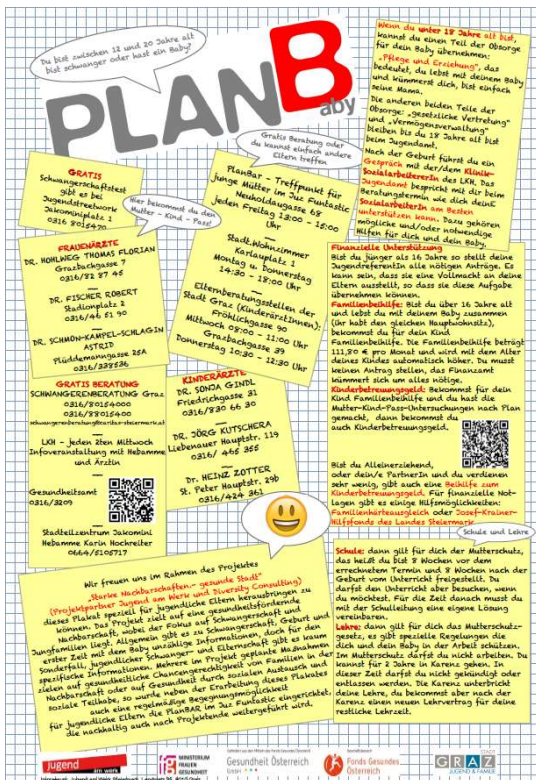 Du bist zwischen 12 und 20 Jahre alt
bist schwanger oder hast ein Baby?
PLAN B
aby
Wenn du unter 18 Jahre alt bist,
kannst du einen Teil der Obsorge
für dein Baby übernehmen:
„Pflege und Erziehung", das
bedeutet, du lebst mit deinem Baby
und kümmerst dich, bist einfach
seine Mama.
Die anderen beiden Teile der
Obsorge: „gesetzliche Vertretung"
und „Vermögensverwaltung"
bleiben bis du 18 Jahre alt bist
beim Jugendamt.
Nach der Geburt führst du ein
Gespräch mit der/dem Klinik-
SozialarbeiterIn des LKH. Das
Jugendamt bespricht mit dir beim
Beratungstermin wie dich deine
SozialarbeiterIn am Besten
unterstützen kann. Dazu gehören
mögliche und/oder notwendige
Hilfen für dich und dein Baby.
Gratis Beratung oder
du kannst einfach andere
Eltern treffen
GRATIS
Schwangerschaftstest
gibt es bei
Jugendstreetwork
Jakominiplatz 1
0316 8015420
Hier bekommst du den
Mutter - Kind - Pass!
PlanBar - Treffpunkt für
junge Mütter im Juz Funtastic
Neuholdaugasse 68
jeden Freitag 13:00 - 15:00
Uhr
Stadt.Wohnzimmer
Karlauplatz 1
Montag u. Donnerstag
14:30 - 18:00 Uhr
Elternberatungsstellen der
Stadt Graz (KinderärztInnen):
Fröhlichgasse 90
Mittwoch 08:00 - 11:00 Uhr
Grazbachgasse 39
Donnerstag 10:30 - 12:30 Uhr
FRAUENÄRZTE
DR. HOHLWEG THOMAS FLORIAN
Grazbachgasse 7
0316/82 87 45
DR. FISCHER ROBERT
Stadionplatz 2
0316/46 51 90
DR. SCHMON-KAMPEL-SCHLAGIN
ASTRID
Plüddemanngasse 25A
0316/338536
GRATIS BERATUNG
SCHWANGERENBERATUNG Graz
0316/80154000
0316/88015400
schwangerenberatung@caritas-steiermark.at
LKH - jeden 2ten Mittwoch
Infoveranstaltung mit Hebamme
und Ärztin
Gesundheitsamt
0316/3209
Stadtteilzentrum Jakomini
Hebamme Karin Hochreiter
0664/5105717
KINDERÄRZTE
DR. SONJA GINDL
Friedrichgasse 31
0316/830 66 30
DR. JÖRG KUTSCHERA
Liebenauer Hauptstr. 119
0316/ 465 355
Dr. HEINZ ZOTTER
St. Peter Hauptstr. 29b
0316/424 361
Finanzielle Unterstützung
Bist du jünger als 16 Jahre so stellt deine
JugendreferentIn alle nötigen Anträge. Es
kann sein, dass sie eine Vollmacht an deine
Eltern ausstellt, so dass sie diese Aufgabe
übernehmen können.
Familienbeihilfe: Bist du über 16 Jahre alt
und lebst du mit deinem Baby zusammen
(ihr habt den gleichen Hauptwohnsitz),
bekommst du für dein Kind
Familienbeihilfe. Die Familienbeihilfe beträgt
111,80 € pro Monat und wird mit dem Alter
deines Kindes automatisch höher. Du musst
keinen Antrag stellen, das Finanzamt
kümmert sich um alles nötige.
Kinderbetreuungsgeld: Bekommst für dein
Kind Familienbeihilfe und du hast die
Mutter-Kind-Pass-Untersuchungen nach Plan
gemacht, dann bekommst du
auch Kinderbetreuungsgeld.
Bist du Alleinerziehend,
oder dein/e PartnerIn und du verdienen
sehr wenig, gibt auch eine Beihilfe zum
Kinderbetreuungsgeld. Für finanzielle Not-
lagen gibt es einige Hilfsmöglichkeiten:
Familienhärteausgleich oder Josef-Krainer-
Hilfsfonds des Landes Steiermark
Schule und Lehre
Schule: dann gilt für dich der Mutterschutz,
das heißt du bist 8 Wochen vor dem
errechnetem Termin und 8 Wochen nach der
Geburt vom Unterricht freigestellt. Du
darfst den Unterricht aber besuchen, wenn
du möchtest. Für die Zeit danach musst du
mit der Schulleitung eine eigene Lösung
vereinbaren.
Lehre: dann gilt für dich das Mutterschutz-
gesetz, es gibt spezielle Regelungen die
dich und dein Baby in der Arbeit schützen.
Im Mutterschutz darfst du nicht arbeiten. Du
kannst für 2 Jahre in Karenz gehen. In
dieser Zeit darfst du nicht gekündigt oder
entlassen werden. Die Karenz unterbricht
deine Lehre, du bekommst aber nach der
Karenz einen neuen Lehrvertrag für deine
restliche Lehrzeit.
Wir freuen uns im Rahmen des Projektes
„Starke Nachbarschaften.- gesunde Stadt"
(Projektpartner Jugend am Werk und Diversity Consulting)
dieses Plakat speziell für jugendliche Eltern herausbringen zu
können. Das Projekt zielt auf eine gesundheitsfördernde
Nachbarschaft, wobei der Fokus auf Schwangerschaft und
Jungfamilien liegt. Allgemein gibt es zu Schwangerschaft, Geburt und
erster Zeit mit dem Baby unzählige Informationen, doch für den
Sonderfall, jugendlicher Schwanger- und Elternschaft gibt es kaum
spezifische Informationen. Mehrere im Projekt geplante Maßnahmen
zielen auf gesundheitliche Chancengerechtigkeit von Familien in der
Nachbarschaft oder auf gesundheit durch sozialen Austausch und
soziale Teilhabe, so wurde neben der Erarbeitung dieses Plakates
auch eine regelmäßige Begegnungsmöglichkeit
für jugendliche Eltern die PlanBAR im Juz Funtastic eingerichtet,
die nachhaltig auch nach Projektende weitergeführt wird.
jugend
am werk
fg
MINISTERIUM
FRAUEN
GESUNDHEIT
Gesundheit Österreich
GmbH
Fonds Gesundes
Österreich
STADT
GRAZ
JUGEND & FAMILIE